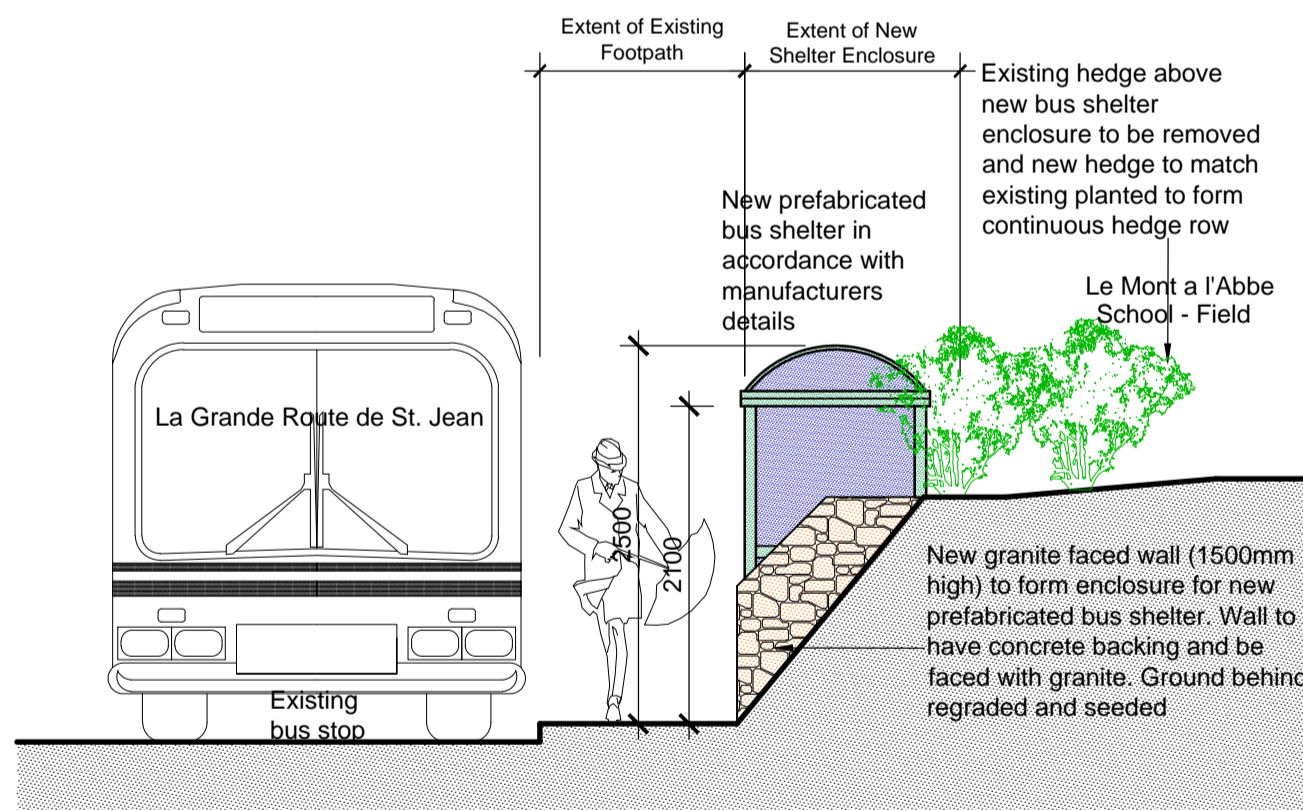 Extent of Existing
Footpath
Extent of New
Shelter Enclosure
Existing hedge above
new bus shelter
enclosure to be removed
and new hedge to match
existing planted to form
continuous hedge row
New prefabricated
bus shelter in
accordance with
manufacturers
details
Le Mont a l'Abbe
School - Field
La Grande Route de St. Jean
2500
2100
New granite faced wall (1500mm
high) to form enclosure for new
prefabricated bus shelter. Wall to
have concrete backing and be
faced with granite. Ground behind
regraded and seeded
Existing
bus stop